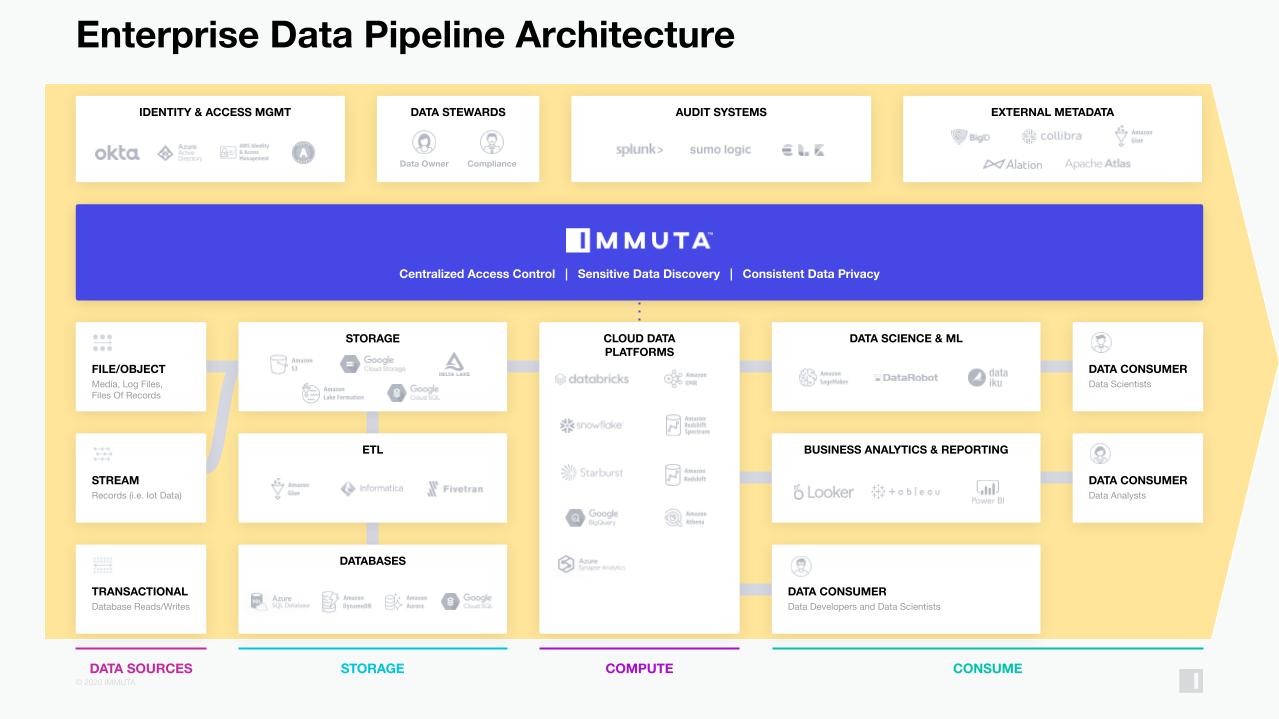 Enterprise Data Pipeline Architecture
IDENTITY & ACCESS MGMT
okta
Azure
Active
Directory
AWS Identity
& Access
Management
DATA STEWARDS
Data Owner
Compliance
AUDIT SYSTEMS
splunk>
sumo logic
ELK
EXTERNAL METADATA
BigID
collibra
Amazon
Glue
Alation
Apache Atlas
IMMUTA™
Centralized Access Control | Sensitive Data Discovery | Consistent Data Privacy
FILE/OBJECT
Media, Log Files,
Files Of Records
STREAM
Records (i.e. Iot Data)
TRANSACTIONAL
Database Reads/Writes
STORAGE
Amazon
S3
Google
Cloud Storage
DELTA LAKE
Amazon
Lake Formation
Google
Cloud SQL
ETL
Amazon
Glue
Informatica
Fivetran
DATABASES
Azure
SQL Database
Amazon
DynamoDB
Amazon
Aurora
Google
Cloud SQL
CLOUD DATA
PLATFORMS
databricks
Amazon
EMR
snowflake
Amazon
Redshift
Spectrum
Starburst
Amazon
Redshift
Google
BigQuery
Amazon
Athena
Azure
Synapse Analytics
DATA SCIENCE & ML
Amazon
SageMaker
DataRobot
data
iku
BUSINESS ANALYTICS & REPORTING
Looker
+ableau
Power BI
DATA CONSUMER
Data Developers and Data Scientists
DATA CONSUMER
Data Scientists
DATA CONSUMER
Data Analysts
DATA SOURCES
STORAGE
COMPUTE
CONSUME
© 2020 IMMUTA